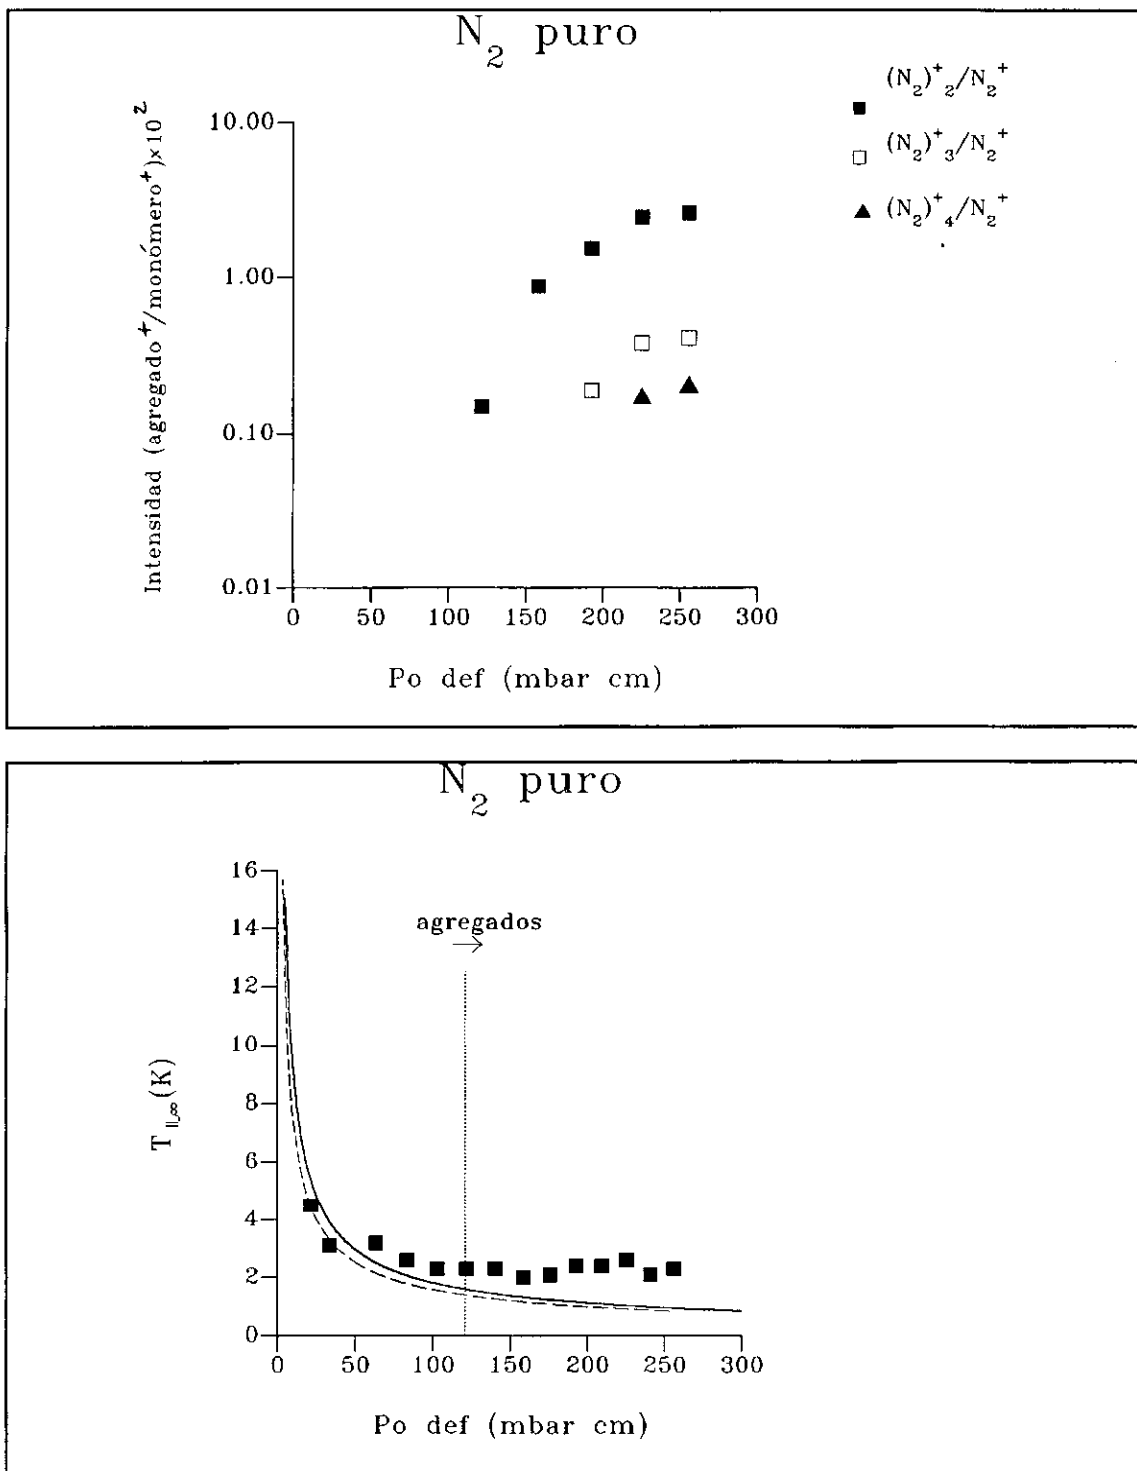 N₂ puro
(N₂)⁺₂/N₂⁺
(N₂)⁺₃/N₂⁺
(N₂)⁺₄/N₂⁺
Intensidad (agregado⁺/monómero⁺)x10²
10.00
1.00
0.10
0.01
0 50 100 150 200 250 300
Po def (mbar cm)
N₂ puro
agregados
→
T∥,∞(K)
16
14
12
10
8
6
4
2
0
0 50 100 150 200 250 300
Po def (mbar cm)